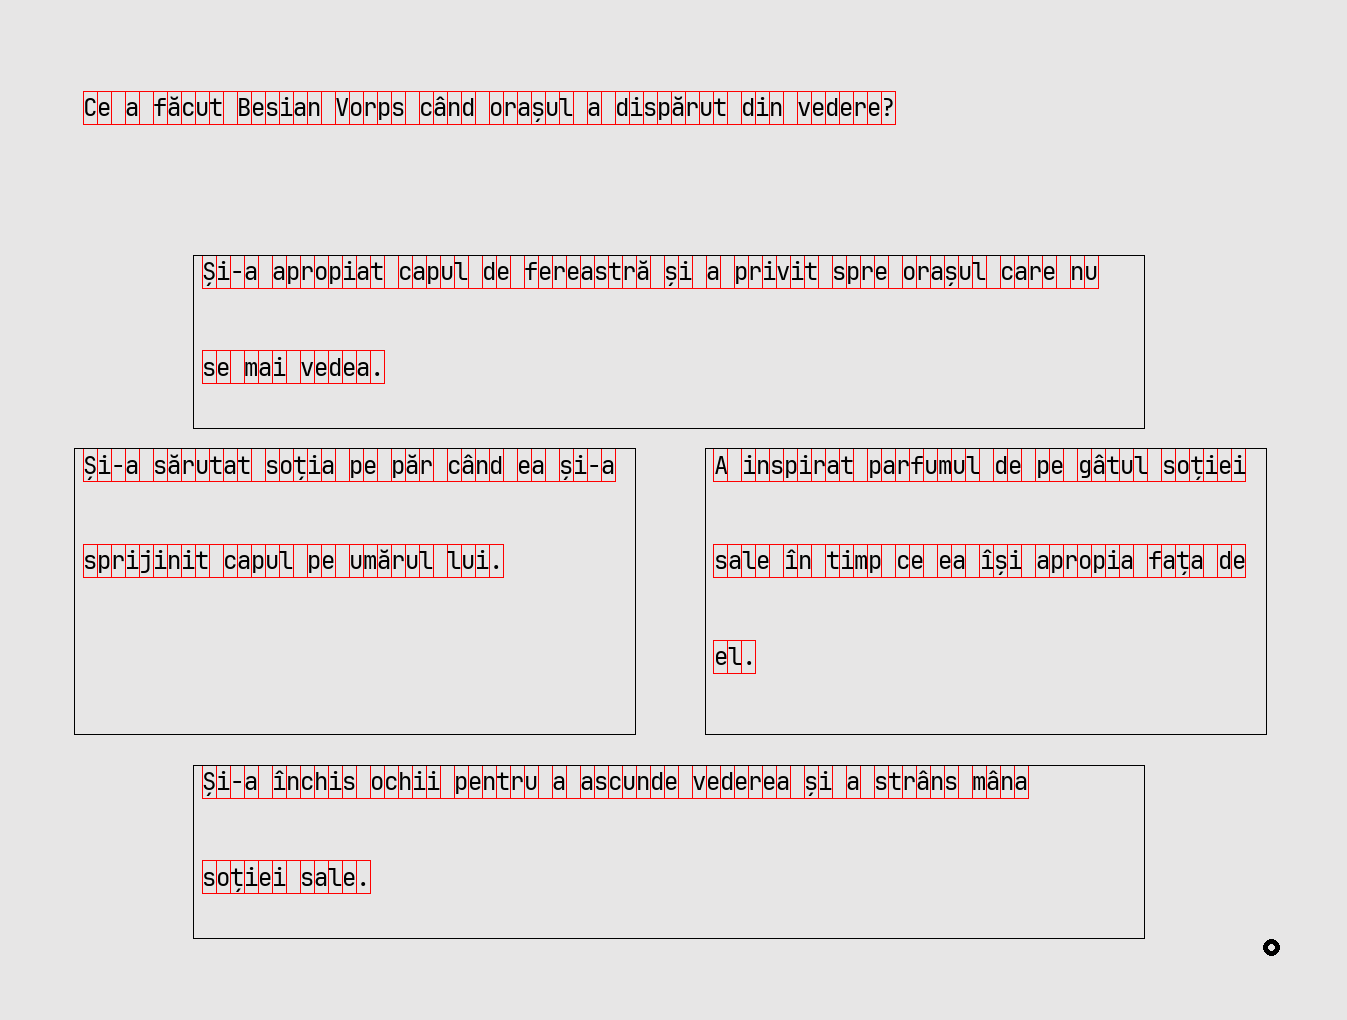 Ce a făcut Besian Vorps când orașul a dispărut din vedere?
Și-a apropiat capul de fereastră și a privit spre orașul care nu
se mai vedea.
Și-a sărutat soția pe păr când ea și-a
sprijinit capul pe umărul lui.
A inspirat parfumul de pe gâtul soției
sale în timp ce ea își apropia fața de
el.
Și-a închis ochii pentru a ascunde vederea și a strâns mâna
soției sale.